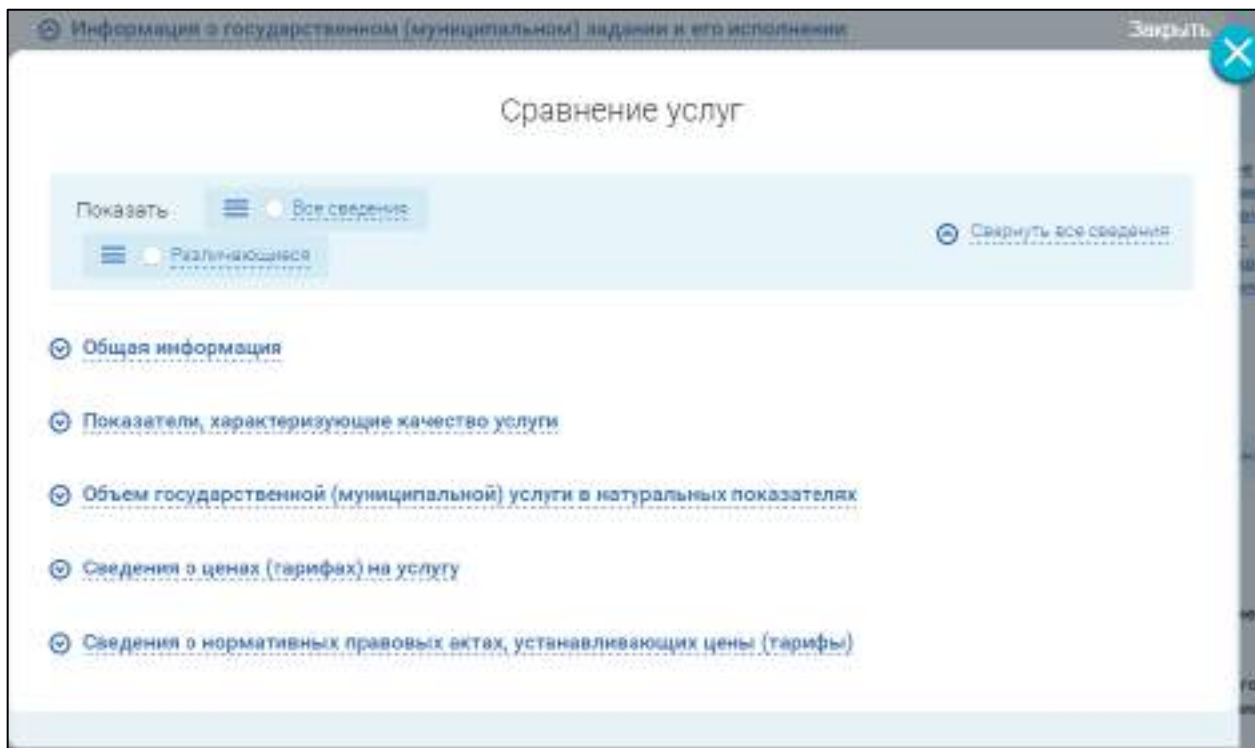 Информация о государственном (муниципальном) задании и его исполнении
Закрыть
Сравнение услуг
Показать
Все сведения
Различающиеся
Свернуть все сведения
Общая информация
Показатели, характеризующие качество услуги
Объем государственной (муниципальной) услуги в натуральных показателях
Сведения о ценах (тарифах) на услугу
Сведения о нормативных правовых актах, устанавливающих цены (тарифы)